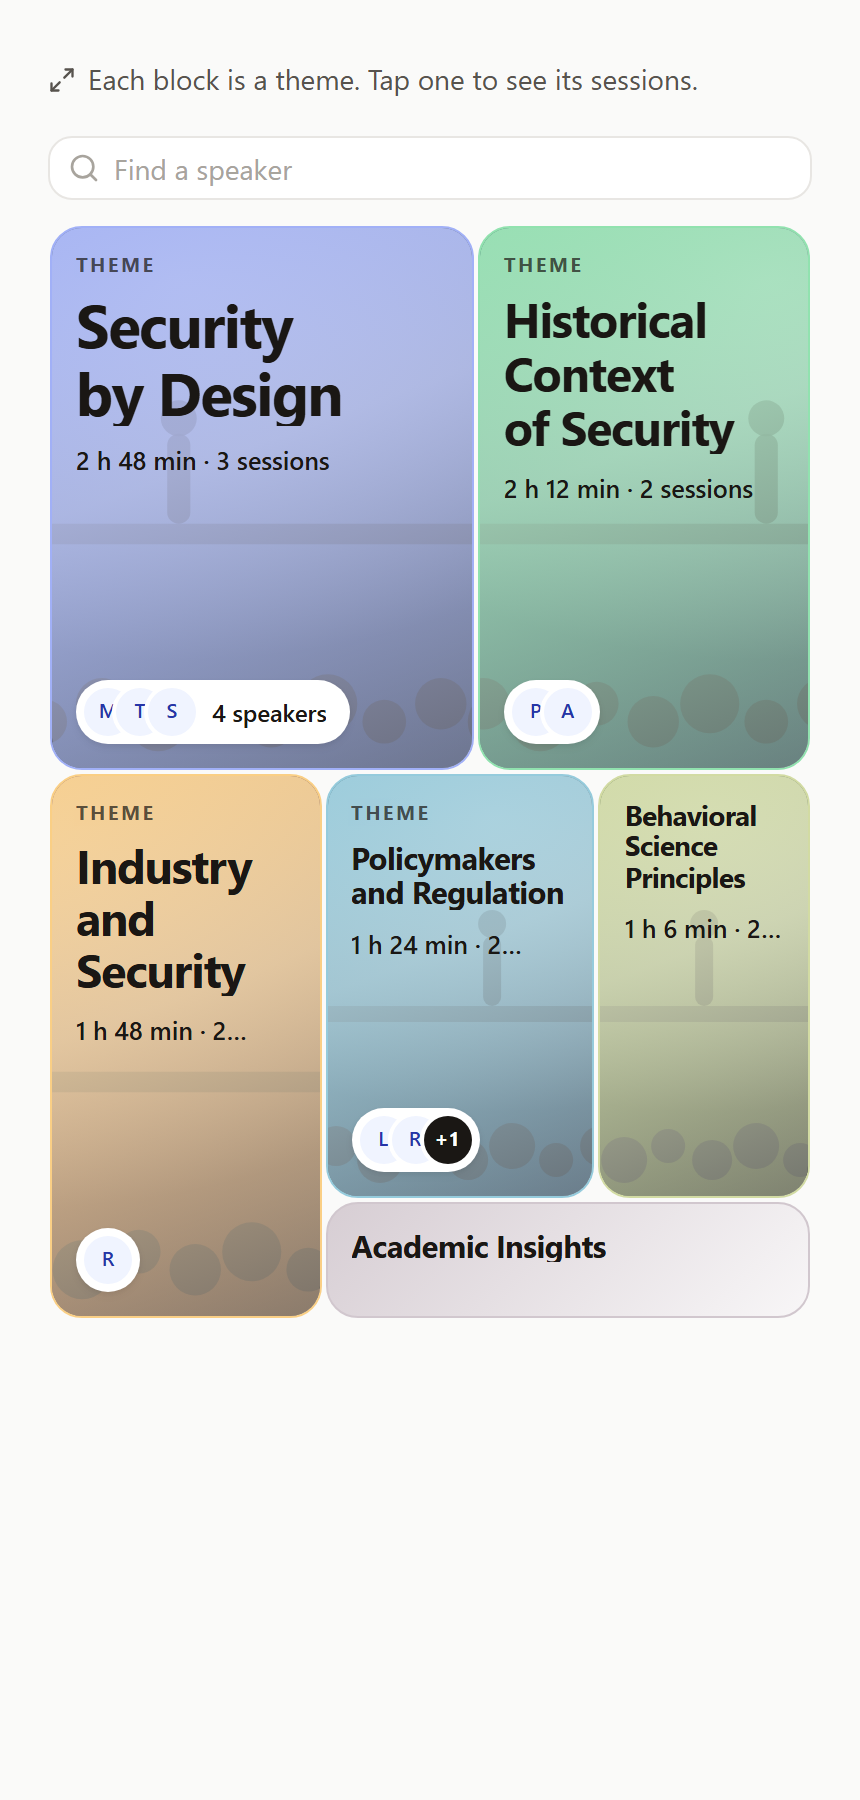 Each block is a theme. Tap one to see its sessions.
Find a speaker
THEME
Security
by Design
2 h 48 min · 3 sessions
M T S 4 speakers
THEME
Historical
Context
of Security
2 h 12 min · 2 sessions
P A
THEME
Industry
and
Security
1 h 48 min · 2...
R
THEME
Policymakers
and Regulation
1 h 24 min · 2...
L R +1
Behavioral
Science
Principles
1 h 6 min · 2...
Academic Insights